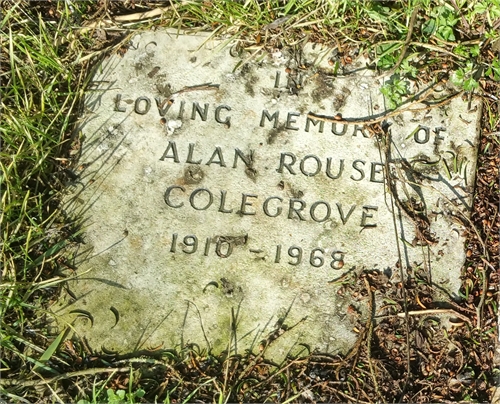 IN
LOVING MEMORY OF
ALAN ROUSE
COLEGROVE
1910 - 1968